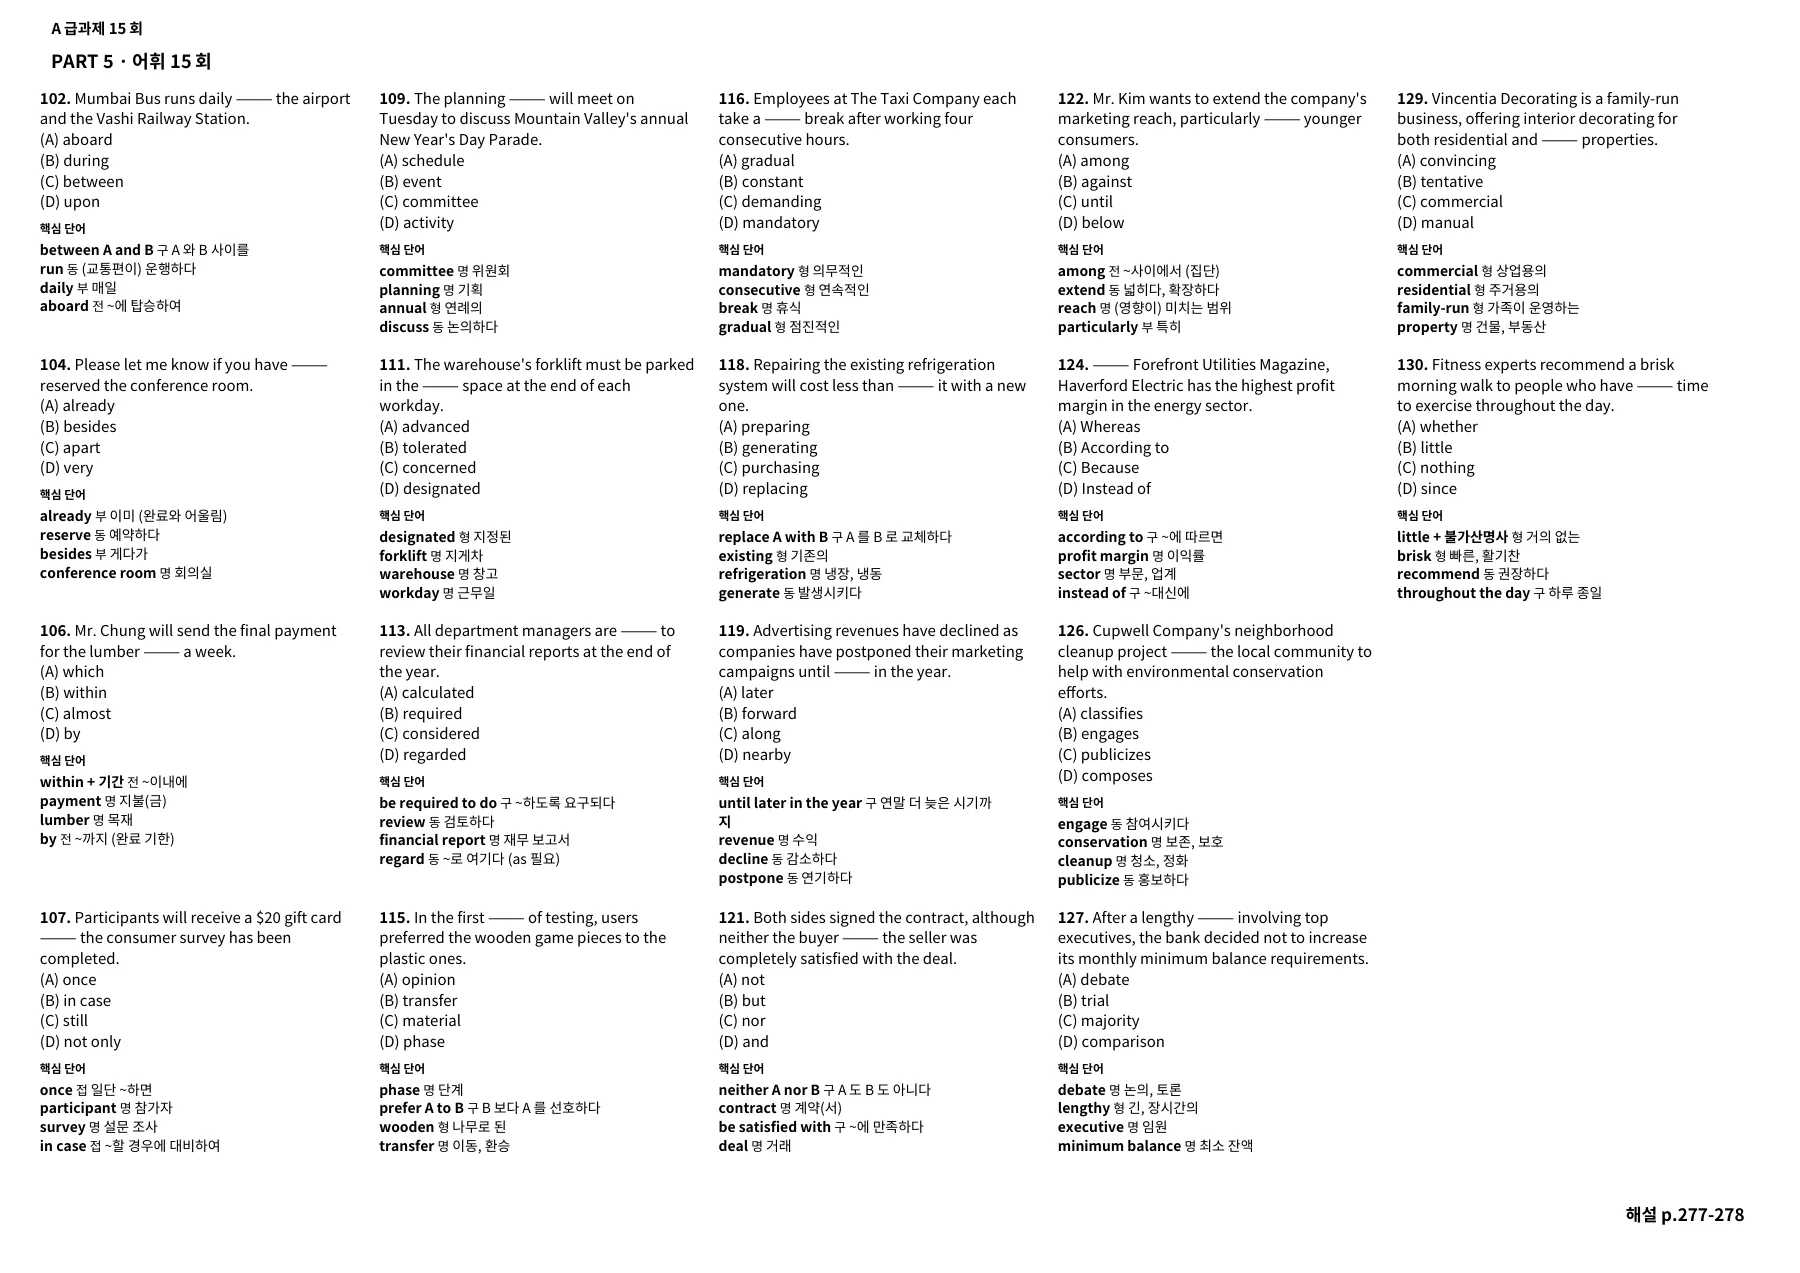 A 급과제 15 회
PART 5 · 어휘 15 회
102. Mumbai Bus runs daily —— the airport
and the Vashi Railway Station.
(A) aboard
(B) during
(C) between
(D) upon
핵심 단어
between A and B 구 A 와 B 사이를
run 동 (교통편이) 운행하다
daily 부 매일
aboard 전 ~에 탑승하여
104. Please let me know if you have ——
reserved the conference room.
(A) already
(B) besides
(C) apart
(D) very
핵심 단어
already 부 이미 (완료와 어울림)
reserve 동 예약하다
besides 부 게다가
conference room 명 회의실
106. Mr. Chung will send the final payment
for the lumber —— a week.
(A) which
(B) within
(C) almost
(D) by
핵심 단어
within + 기간 전 ~이내에
payment 명 지불(금)
lumber 명 목재
by 전 ~까지 (완료 기한)
107. Participants will receive a $20 gift card
—— the consumer survey has been
completed.
(A) once
(B) in case
(C) still
(D) not only
핵심 단어
once 접 일단 ~하면
participant 명 참가자
survey 명 설문 조사
in case 접 ~할 경우에 대비하여
109. The planning —— will meet on
Tuesday to discuss Mountain Valley's annual
New Year's Day Parade.
(A) schedule
(B) event
(C) committee
(D) activity
핵심 단어
committee 명 위원회
planning 명 기획
annual 형 연례의
discuss 동 논의하다
111. The warehouse's forklift must be parked
in the —— space at the end of each
workday.
(A) advanced
(B) tolerated
(C) concerned
(D) designated
핵심 단어
designated 형 지정된
forklift 명 지게차
warehouse 명 창고
workday 명 근무일
113. All department managers are —— to
review their financial reports at the end of
the year.
(A) calculated
(B) required
(C) considered
(D) regarded
핵심 단어
be required to do 구 ~하도록 요구되다
review 동 검토하다
financial report 명 재무 보고서
regard 동 ~로 여기다 (as 필요)
115. In the first —— of testing, users
preferred the wooden game pieces to the
plastic ones.
(A) opinion
(B) transfer
(C) material
(D) phase
핵심 단어
phase 명 단계
prefer A to B 구 B 보다 A 를 선호하다
wooden 형 나무로 된
transfer 명 이동, 환승
116. Employees at The Taxi Company each
take a —— break after working four
consecutive hours.
(A) gradual
(B) constant
(C) demanding
(D) mandatory
핵심 단어
mandatory 형 의무적인
consecutive 형 연속적인
break 명 휴식
gradual 형 점진적인
118. Repairing the existing refrigeration
system will cost less than —— it with a new
one.
(A) preparing
(B) generating
(C) purchasing
(D) replacing
핵심 단어
replace A with B 구 A 를 B 로 교체하다
existing 형 기존의
refrigeration 명 냉장, 냉동
generate 동 발생시키다
119. Advertising revenues have declined as
companies have postponed their marketing
campaigns until —— in the year.
(A) later
(B) forward
(C) along
(D) nearby
핵심 단어
until later in the year 구 연말 더 늦은 시기까
지
revenue 명 수익
decline 동 감소하다
postpone 동 연기하다
121. Both sides signed the contract, although
neither the buyer —— the seller was
completely satisfied with the deal.
(A) not
(B) but
(C) nor
(D) and
핵심 단어
neither A nor B 구 A 도 B 도 아니다
contract 명 계약(서)
be satisfied with 구 ~에 만족하다
deal 명 거래
122. Mr. Kim wants to extend the company's
marketing reach, particularly —— younger
consumers.
(A) among
(B) against
(C) until
(D) below
핵심 단어
among 전 ~사이에서 (집단)
extend 동 넓히다, 확장하다
reach 명 (영향이) 미치는 범위
particularly 부 특히
124. —— Forefront Utilities Magazine,
Haverford Electric has the highest profit
margin in the energy sector.
(A) Whereas
(B) According to
(C) Because
(D) Instead of
핵심 단어
according to 구 ~에 따르면
profit margin 명 이익률
sector 명 부문, 업계
instead of 구 ~대신에
126. Cupwell Company's neighborhood
cleanup project —— the local community to
help with environmental conservation
efforts.
(A) classifies
(B) engages
(C) publicizes
(D) composes
핵심 단어
engage 동 참여시키다
conservation 명 보존, 보호
cleanup 명 청소, 정화
publicize 동 홍보하다
127. After a lengthy —— involving top
executives, the bank decided not to increase
its monthly minimum balance requirements.
(A) debate
(B) trial
(C) majority
(D) comparison
핵심 단어
debate 명 논의, 토론
lengthy 형 긴, 장시간의
executive 명 임원
minimum balance 명 최소 잔액
129. Vincentia Decorating is a family-run
business, offering interior decorating for
both residential and —— properties.
(A) convincing
(B) tentative
(C) commercial
(D) manual
핵심 단어
commercial 형 상업용의
residential 형 주거용의
family-run 형 가족이 운영하는
property 명 건물, 부동산
130. Fitness experts recommend a brisk
morning walk to people who have —— time
to exercise throughout the day.
(A) whether
(B) little
(C) nothing
(D) since
핵심 단어
little + 불가산명사 형 거의 없는
brisk 형 빠른, 활기찬
recommend 동 권장하다
throughout the day 구 하루 종일
해설 p.277-278